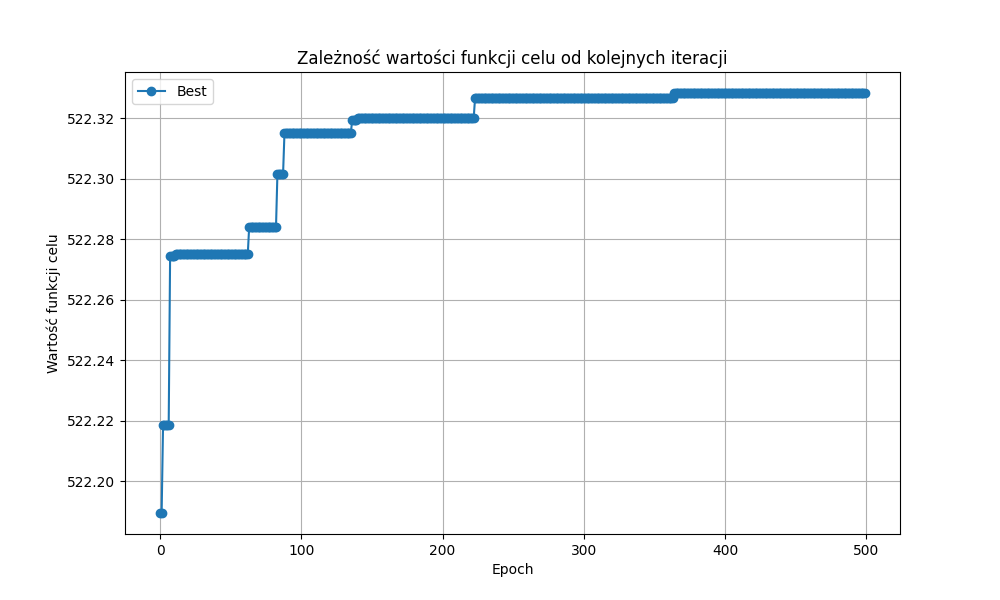 Zależność wartości funkcji celu od kolejnych iteracji
Best
522.32
522.30
522.28
522.26
522.24
522.22
522.20
Wartość funkcji celu
0 100 200 300 400 500
Epoch